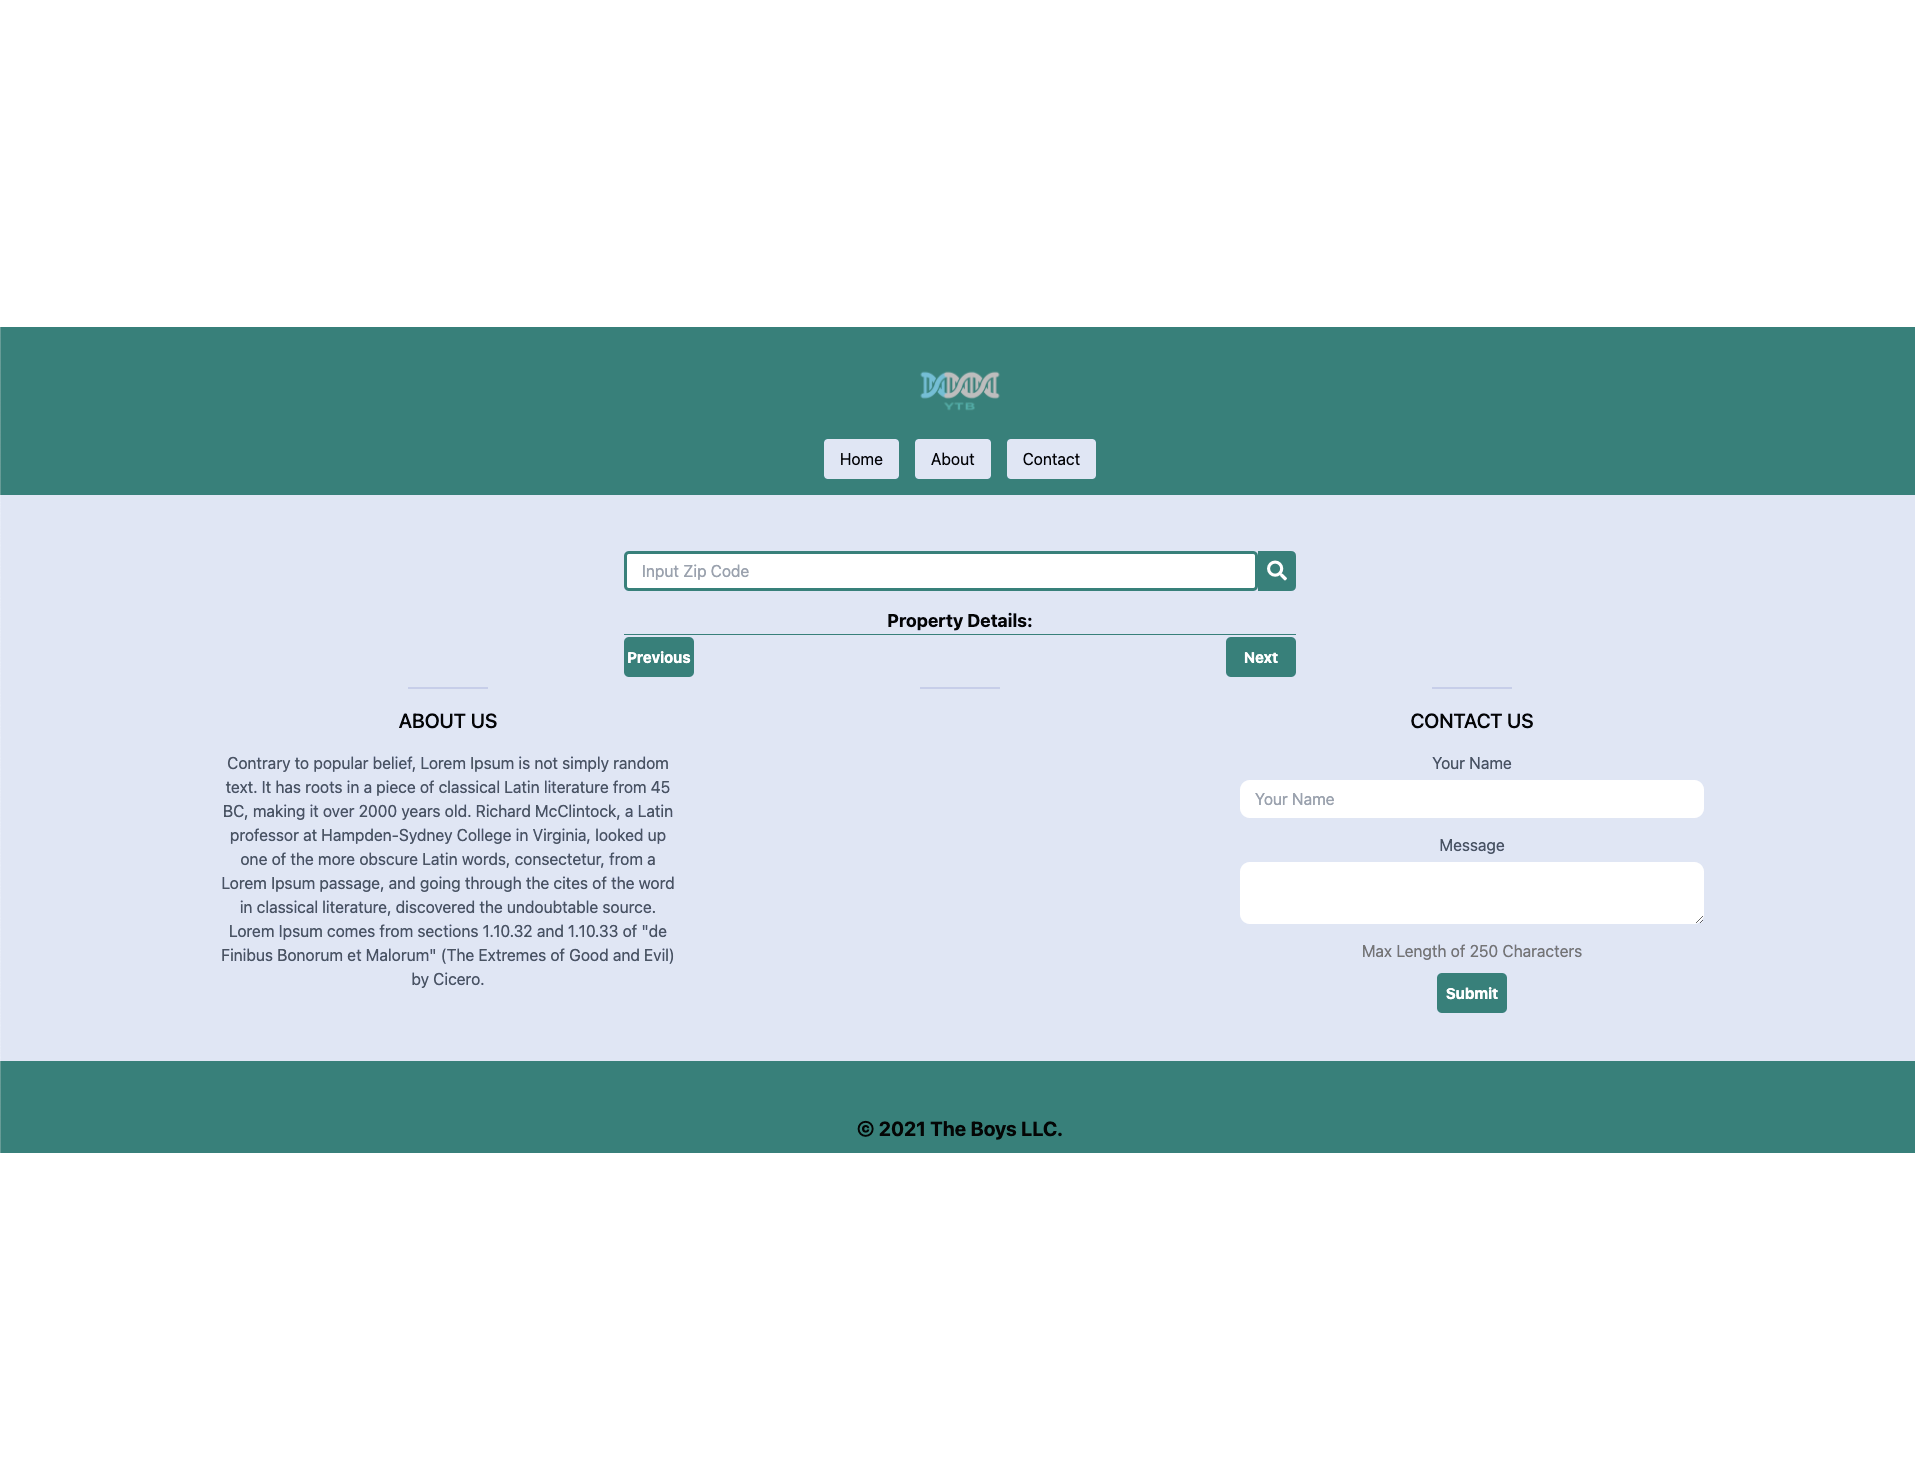 YTB
Home
About
Contact
Input Zip Code
Property Details:
Previous
Next
ABOUT US
Contrary to popular belief, Lorem Ipsum is not simply random
text. It has roots in a piece of classical Latin literature from 45
BC, making it over 2000 years old. Richard McClintock, a Latin
professor at Hampden-Sydney College in Virginia, looked up
one of the more obscure Latin words, consectetur, from a
Lorem Ipsum passage, and going through the cites of the word
in classical literature, discovered the undoubtable source.
Lorem Ipsum comes from sections 1.10.32 and 1.10.33 of "de
Finibus Bonorum et Malorum" (The Extremes of Good and Evil)
by Cicero.
CONTACT US
Your Name
Your Name
Message
Max Length of 250 Characters
Submit
© 2021 The Boys LLC.